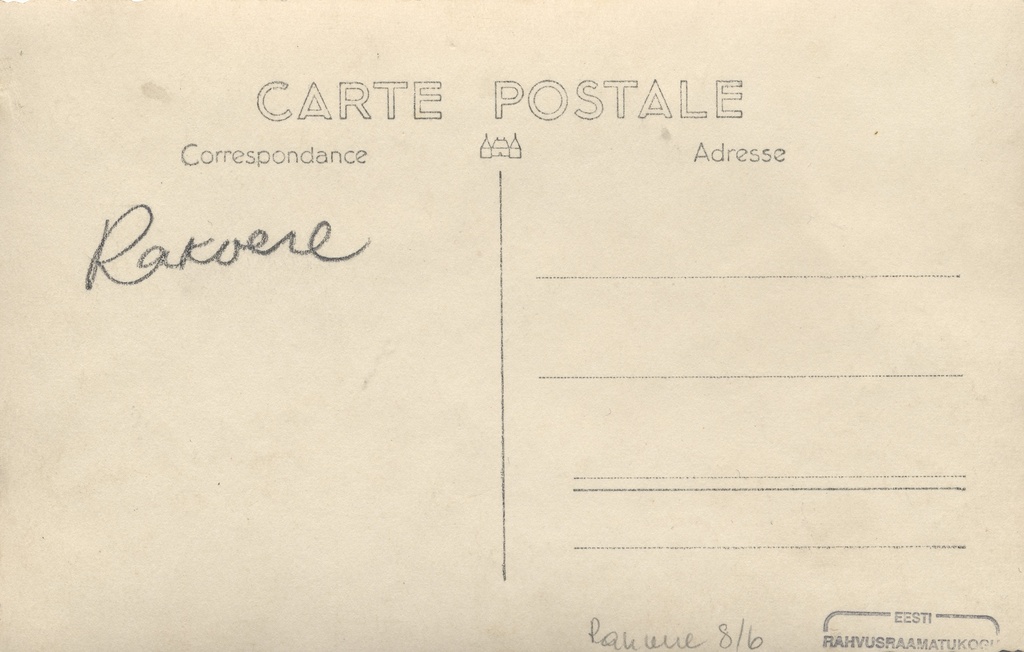 CARTE POSTALE
Correspondance
Adresse
Rakvere
Rakvere 8/6
EESTI
RAHVUSRAAMATUKOGU